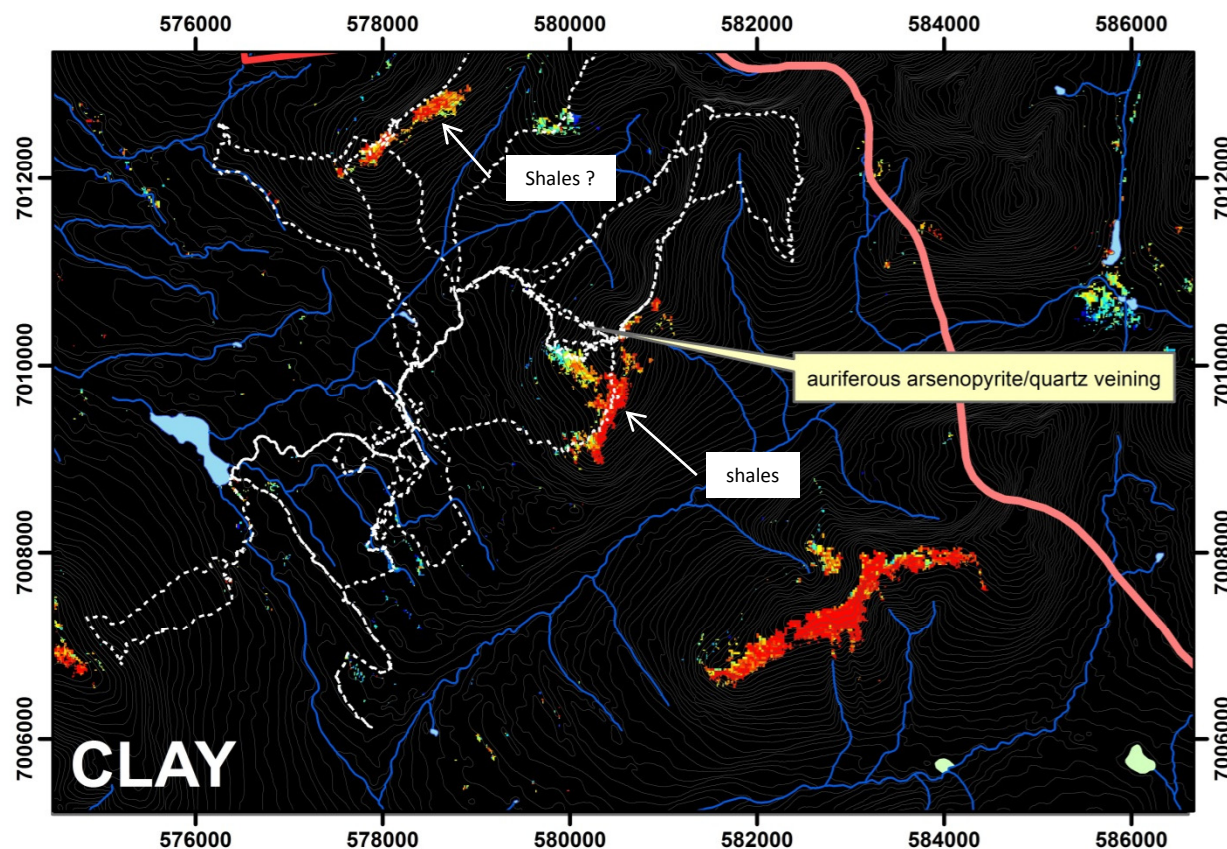 576000 578000 580000 582000 584000 586000
7012000 7012000
Shales ?
7010000 7010000
auriferous arsenopyrite/quartz veining
shales
7008000 7008000
7006000 7006000
CLAY
576000 578000 580000 582000 584000 586000